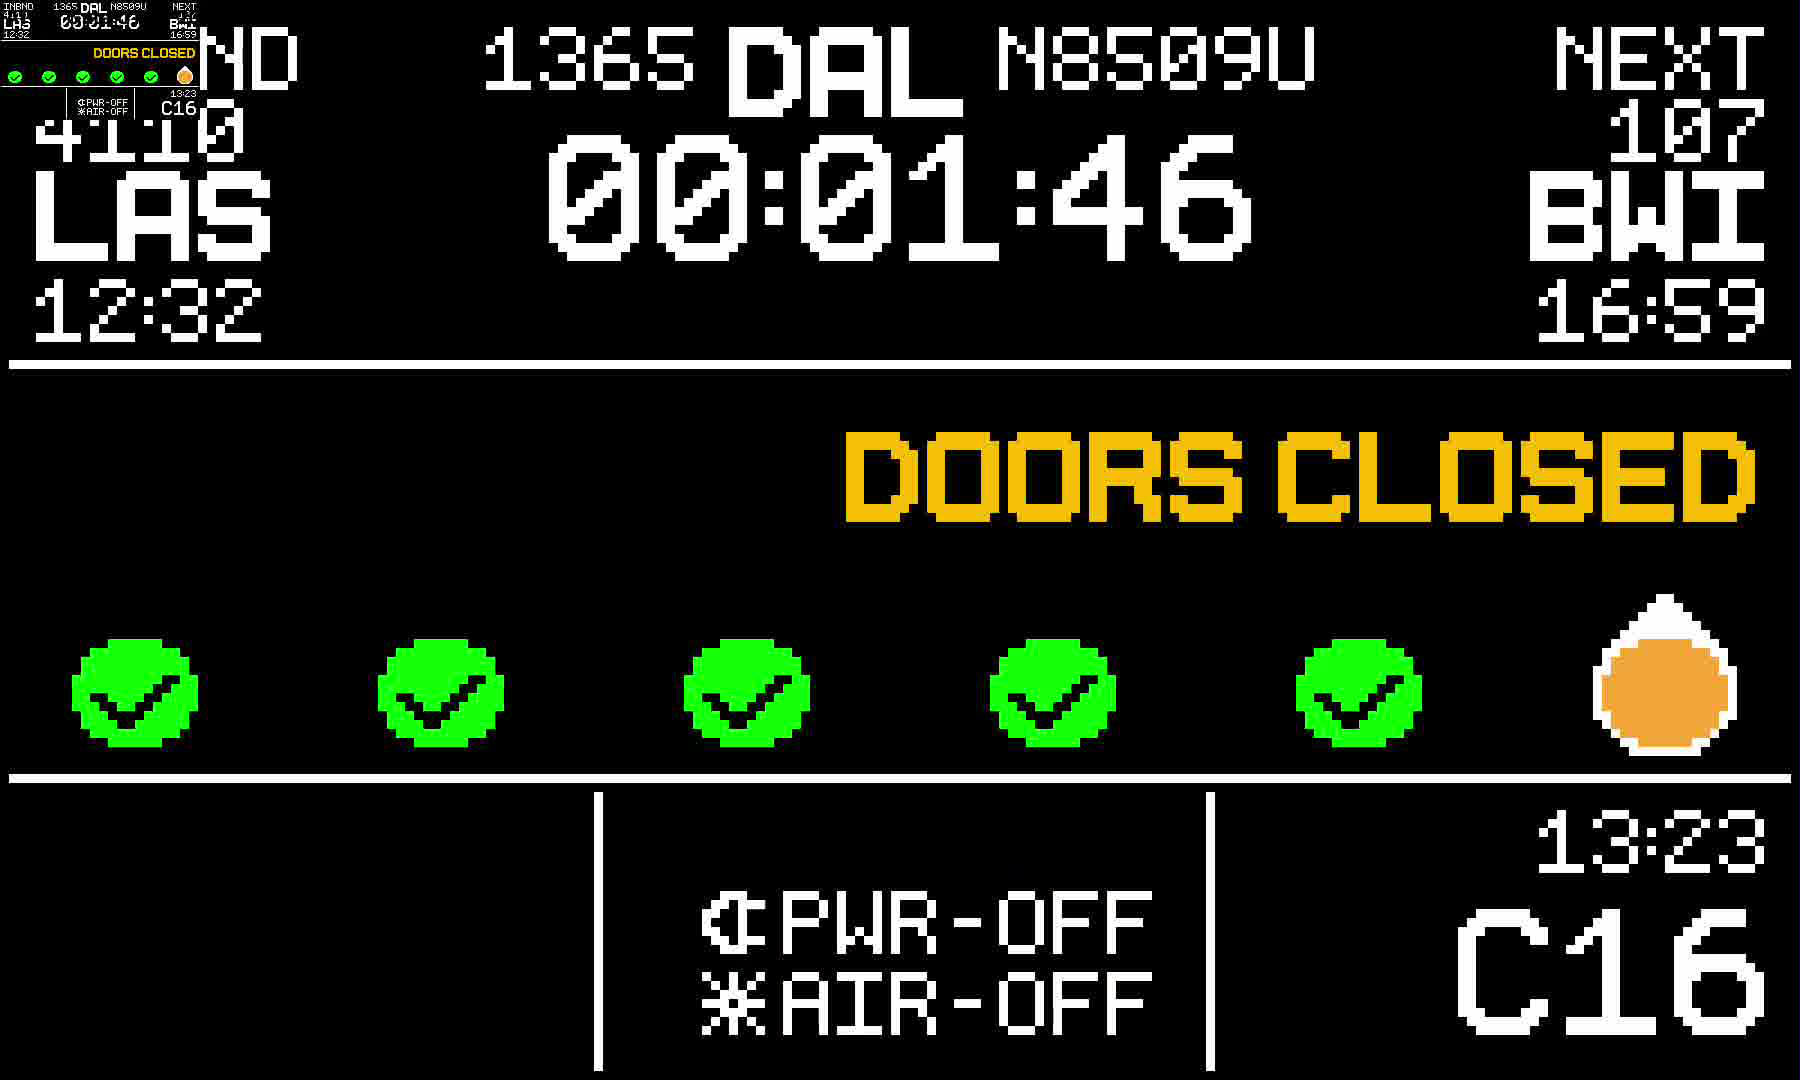 INBND 1365 DAL N8509U NEXT
00:01:46
LAS BWI
12:32 16:59
DOORS CLOSED
13:23
PWR-OFF
AIR-OFF C16
ND 1365 DAL N8509U NEXT
4110 107
00:01:46
LAS BWI
12:32 16:59
DOORS CLOSED
13:23
PWR-OFF
AIR-OFF
C16